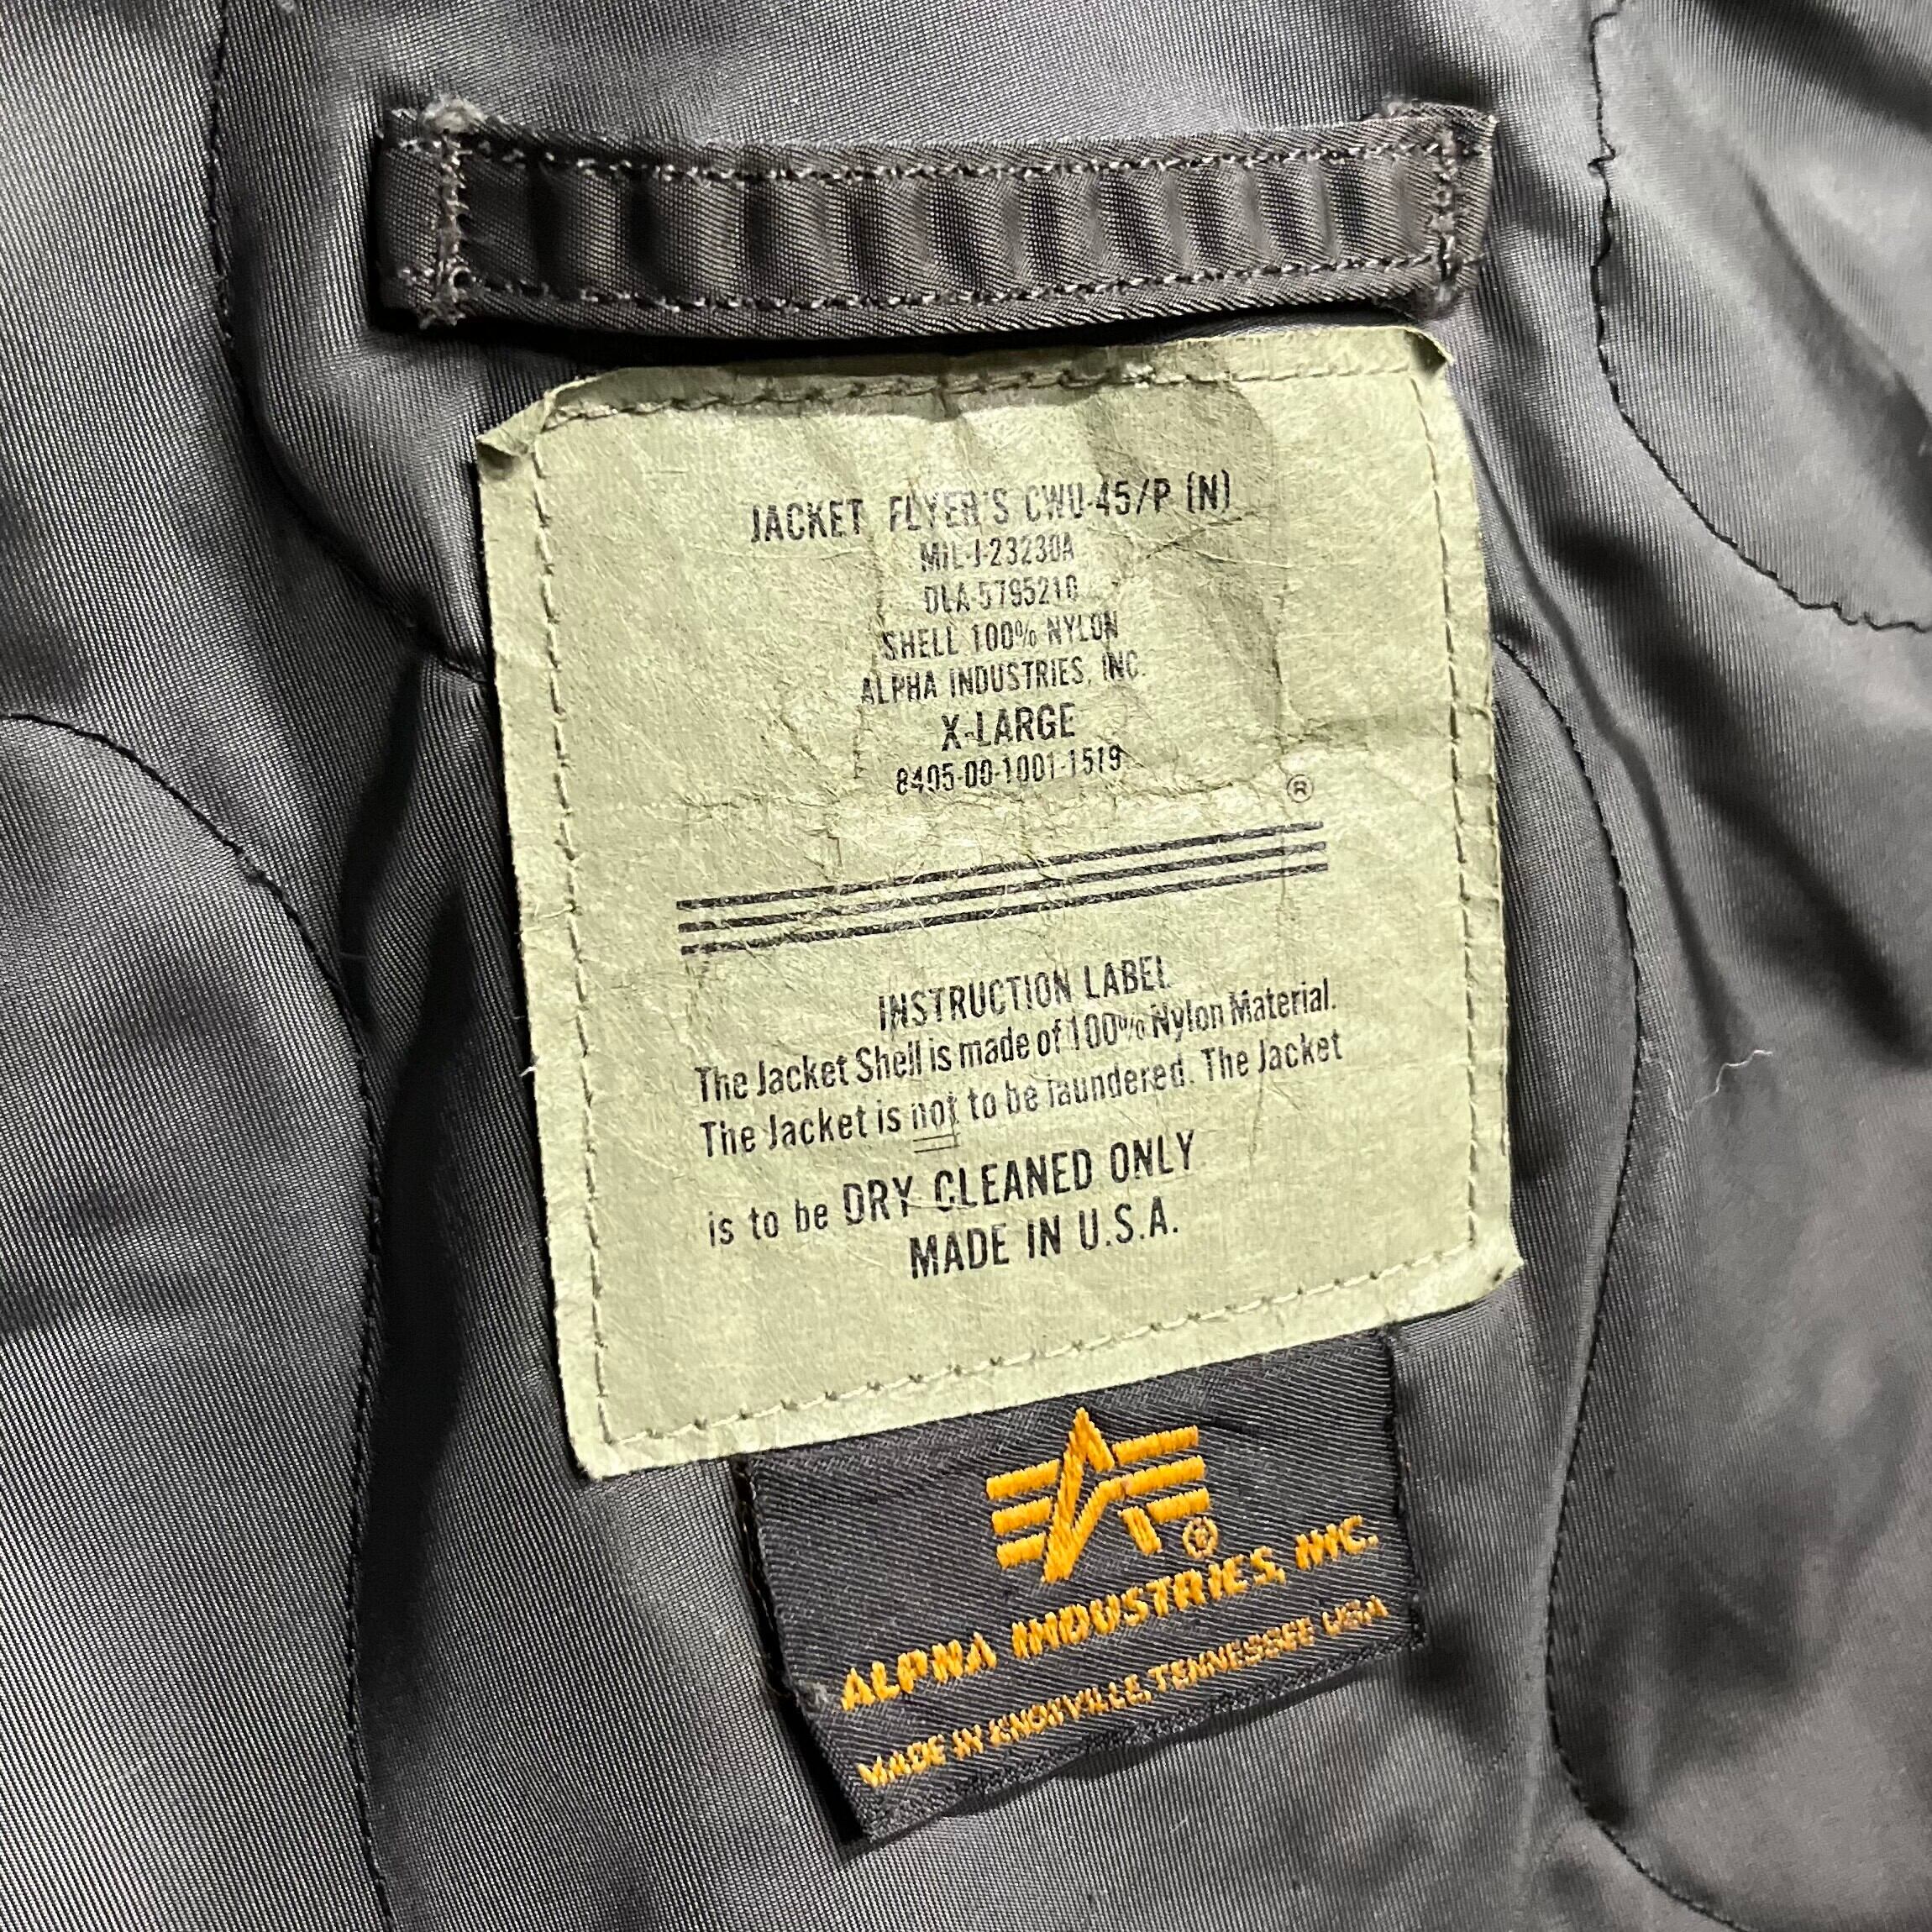 JACKET FLYER'S CWU-45/P (N)
MIL-J-23230A
DLA-5795210
SHELL 100% NYLON
ALPHA INDUSTRIES, INC.
X-LARGE
8405-00-1001-1519
®
INSTRUCTION LABEL
The Jacket Shell is made of 100% Nylon Material.
The Jacket is not to be laundered. The Jacket
is to be DRY CLEANED ONLY
MADE IN U.S.A.
®
ALPHA INDUSTRIES, INC.
MADE IN KNOXVILLE, TENNESSEE USA